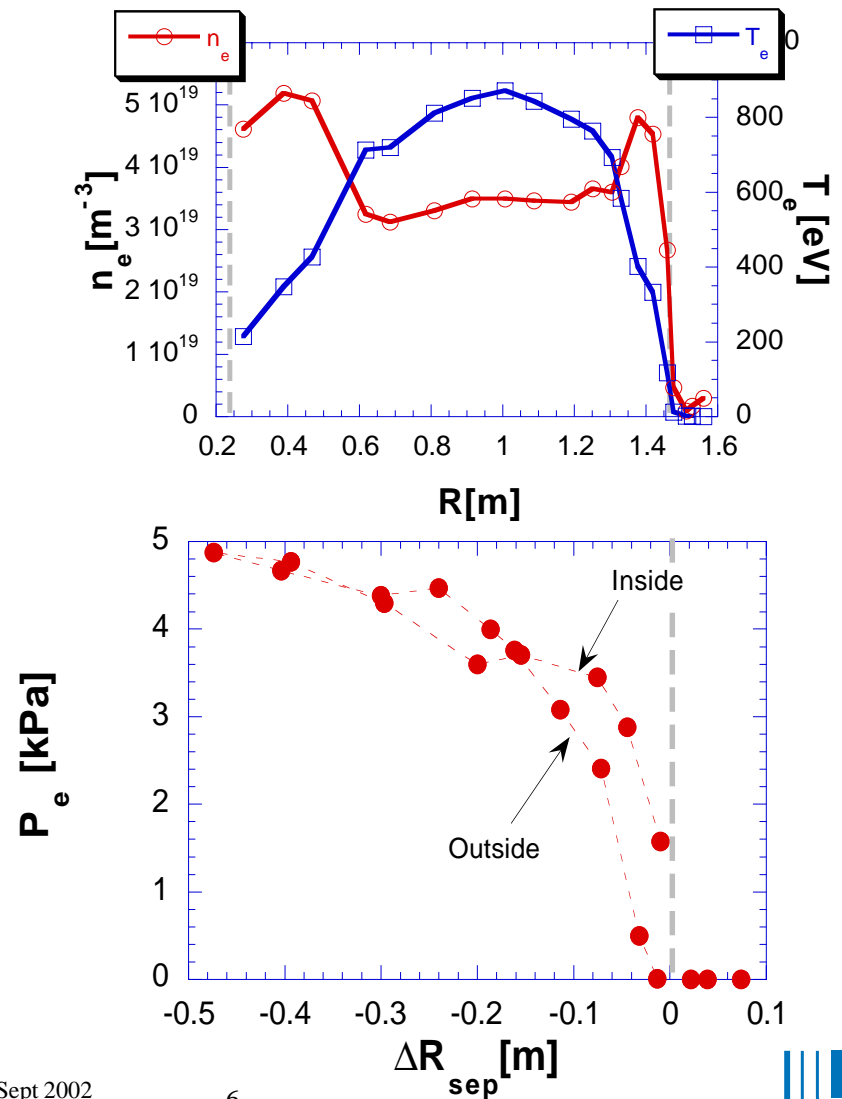 n e
T e
0
5 10^19
4 10^19
3 10^19
2 10^19
1 10^19
0
n e [m^-3]
800
600
400
200
0
T e [eV]
0.2 0.4 0.6 0.8 1 1.2 1.4 1.6
R[m]
5
4
3
2
1
0
P e [kPa]
Inside
Outside
-0.5 -0.4 -0.3 -0.2 -0.1 0 0.1
ΔR sep [m]
Sept 2002
6